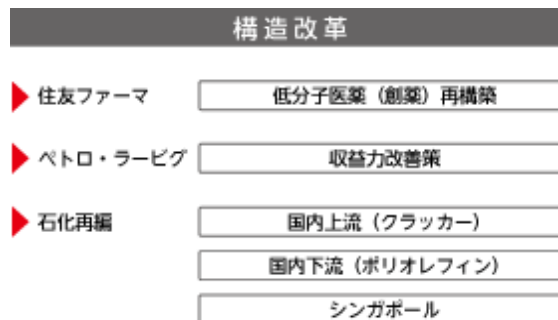 構造改革
住友ファーマ 低分子医薬（創薬）再構築
ペトロ・ラービグ 収益力改善策
石化再編 国内上流（クラッカー）
国内下流（ポリオレフィン）
シンガポール